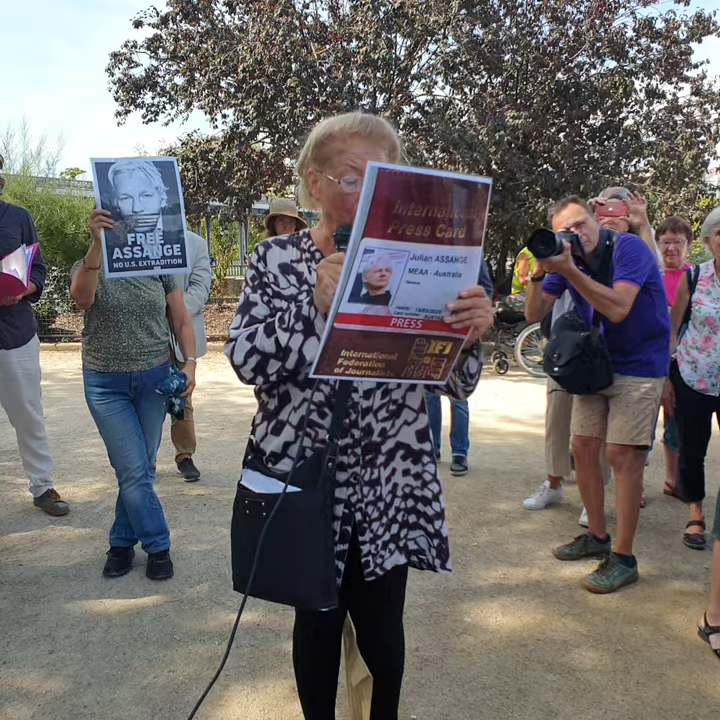 FREE
ASSANGE
NO U.S. EXTRADITION
International
Press Card
Julian ASSANGE
MEAA - Australia
PRESS
International
Federation
of Journalists
IFJ